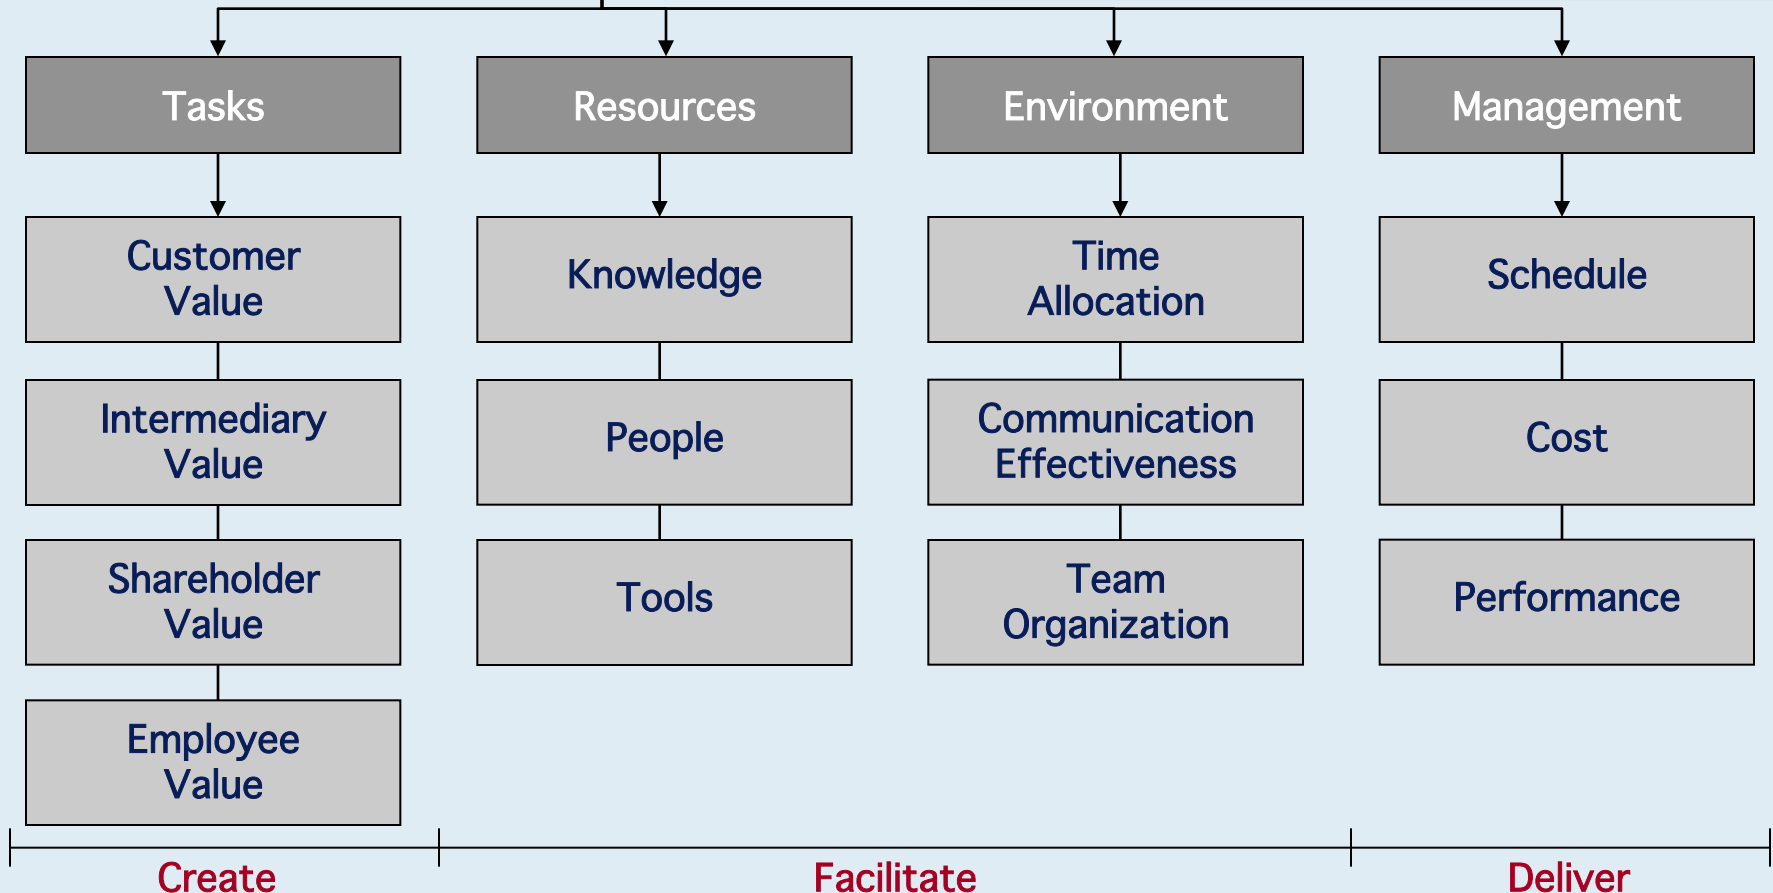 Tasks
Resources
Environment
Management
Customer
Value
Knowledge
Time
Allocation
Schedule
Intermediary
Value
People
Communication
Effectiveness
Cost
Shareholder
Value
Tools
Team
Organization
Performance
Employee
Value
Create
Facilitate
Deliver